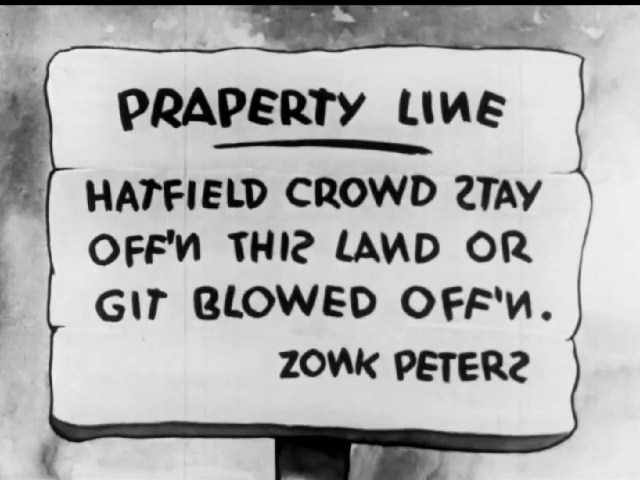 PRAPERTY LINE
HATFIELD CROWD STAY
OFF'N THIS LAND OR
GIT BLOWED OFF'N.
ZONK PETERS